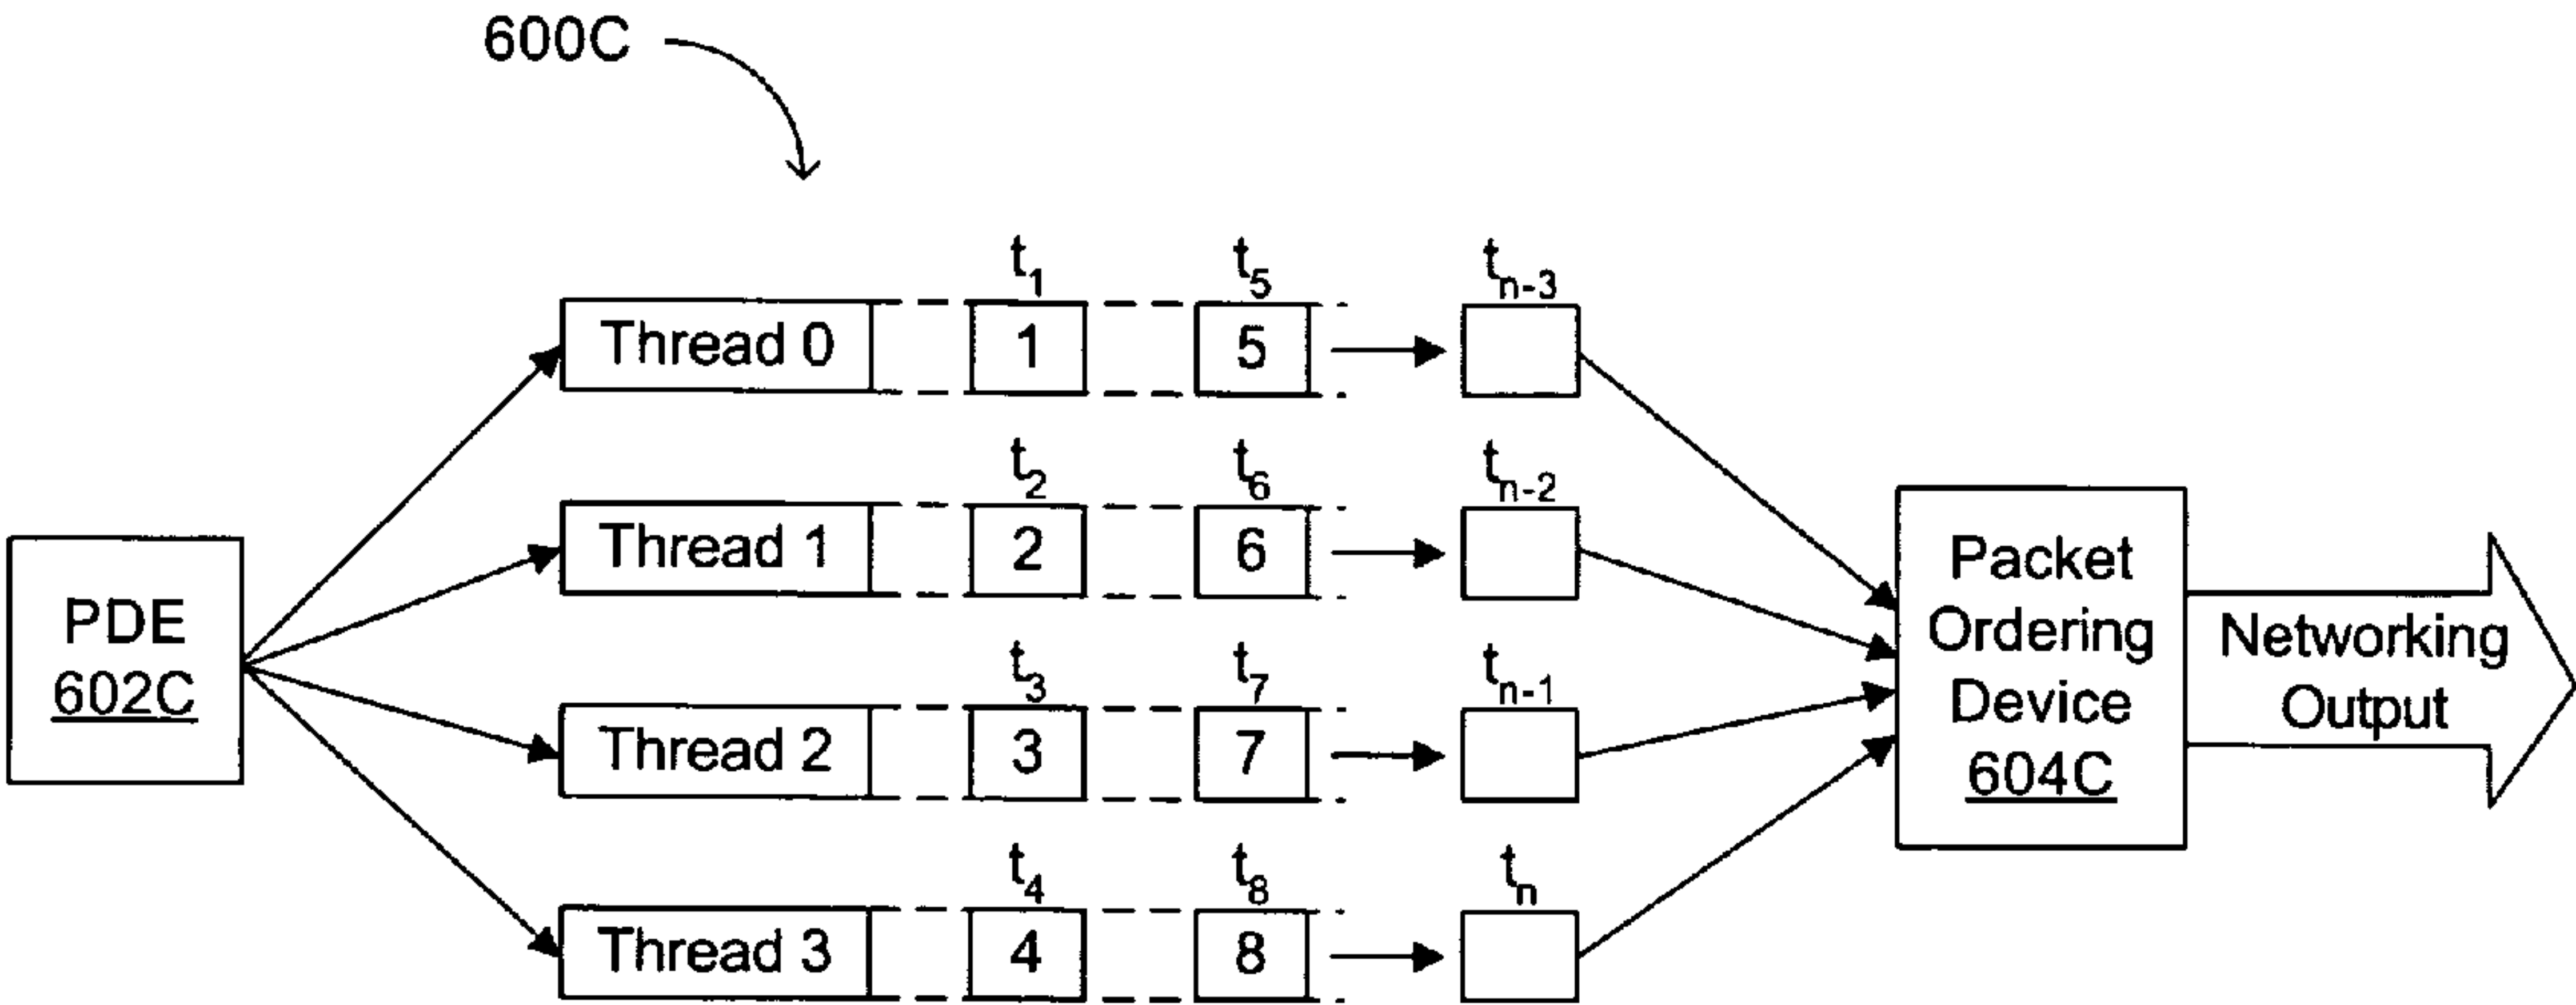 600C
t1 t5 tn-3
Thread 0 1 5
t2 t6 tn-2
Thread 1 2 6
PDE
602C
t3 t7 tn-1
Thread 2 3 7
t4 t8 tn
Thread 3 4 8
Packet
Ordering
Device
604C
Networking
Output